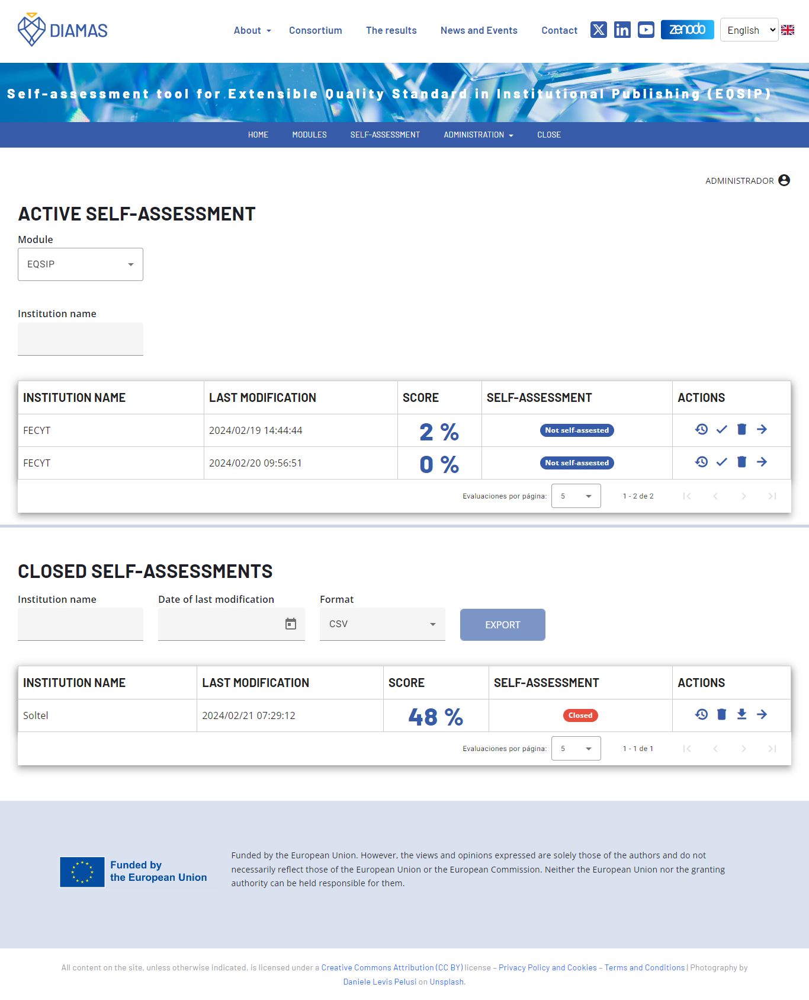 DIAMAS
About
Consortium
The results
News and Events
Contact
zenodo
English
Self-assessment tool for Extensible Quality Standard in Institutional Publishing (EQSIP)
HOME
MODULES
SELF-ASSESSMENT
ADMINISTRATION
CLOSE
ADMINISTRADOR
ACTIVE SELF-ASSESSMENT
Module
EQSIP
Institution name
INSTITUTION NAME
LAST MODIFICATION
SCORE
SELF-ASSESSMENT
ACTIONS
FECYT
2024/02/19 14:44:44
2 %
Not self-assested
FECYT
2024/02/20 09:56:51
0 %
Not self-assested
Evaluaciones por página:
5
1 - 2 de 2
CLOSED SELF-ASSESSMENTS
Institution name
Date of last modification
Format
CSV
EXPORT
INSTITUTION NAME
LAST MODIFICATION
SCORE
SELF-ASSESSMENT
ACTIONS
Soltel
2024/02/21 07:29:12
48 %
Closed
Evaluaciones por página:
5
1 - 1 de 1
Funded by
the European Union
Funded by the European Union. However, the views and opinions expressed are solely those of the authors and do not
necessarily reflect those of the European Union or the European Commission. Neither the European Union nor the granting
authority can be held responsible for them.
All content on the site, unless otherwise indicated, is licensed under a Creative Commons Attribution (CC BY) license – Privacy Policy and Cookies – Terms and Conditions | Photography by
Daniele Levis Pelusi on Unsplash.